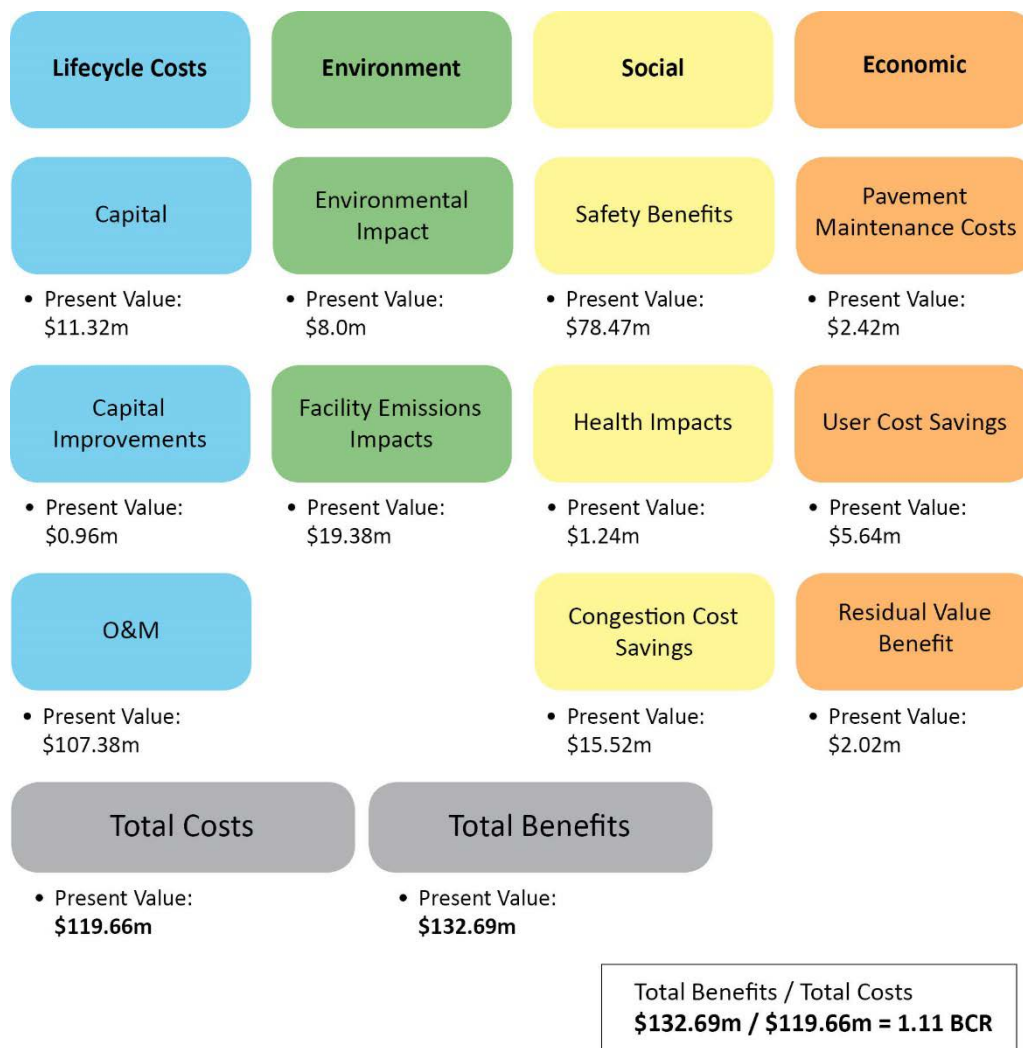 Lifecycle Costs
Environment
Social
Economic
Capital
Environmental
Impact
Safety Benefits
Pavement
Maintenance Costs
• Present Value:
$11.32m
• Present Value:
$8.0m
• Present Value:
$78.47m
• Present Value:
$2.42m
Capital
Improvements
Facility Emissions
Impacts
Health Impacts
User Cost Savings
• Present Value:
$0.96m
• Present Value:
$19.38m
• Present Value:
$1.24m
• Present Value:
$5.64m
O&M
Congestion Cost
Savings
Residual Value
Benefit
• Present Value:
$107.38m
• Present Value:
$15.52m
• Present Value:
$2.02m
Total Costs
Total Benefits
• Present Value:
$119.66m
• Present Value:
$132.69m
Total Benefits / Total Costs
$132.69m / $119.66m = 1.11 BCR